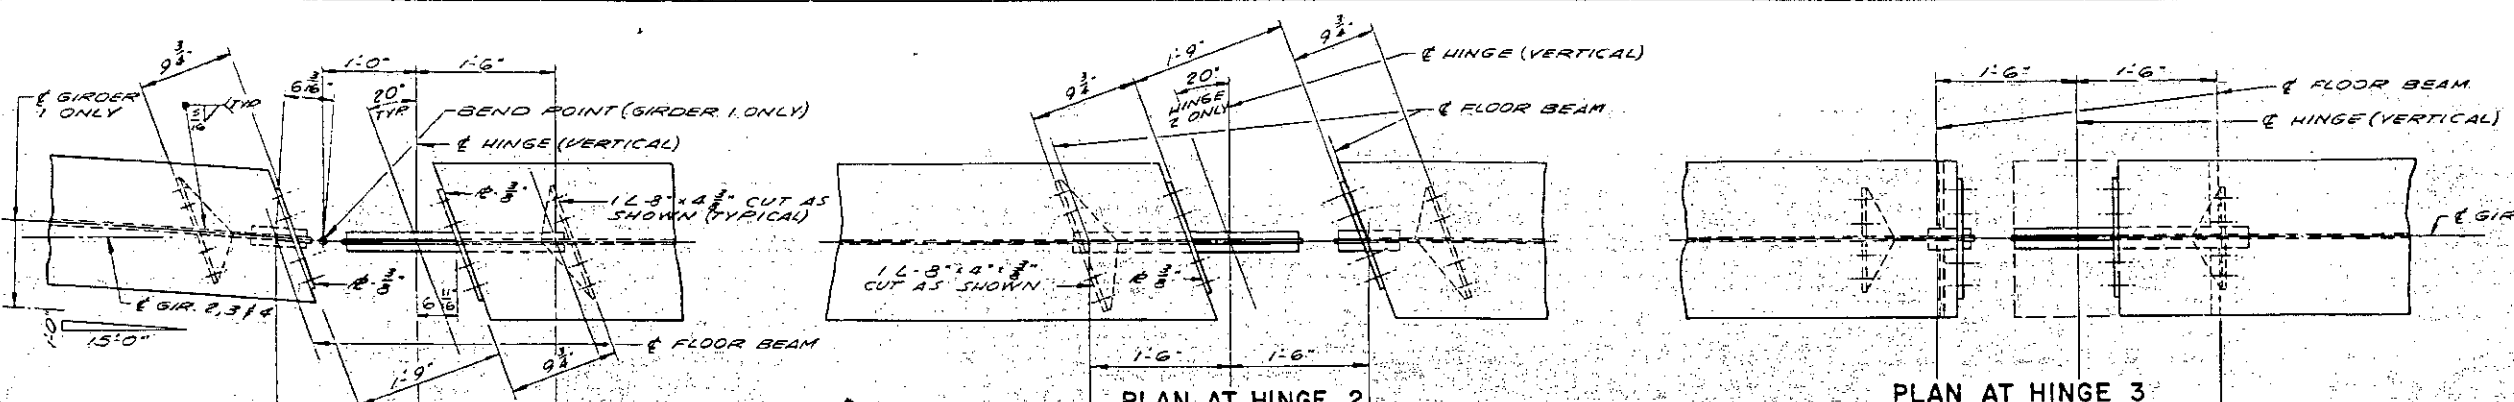 9 3/4"
6 13/16"
1'-0"
1'-6"
℄ GIRDER
1 ONLY
5/16
TYP
20°
TYP.
BEND POINT (GIRDER 1 ONLY)
℄ HINGE (VERTICAL)
℄ 3/8"
1 L-8" x 4" 3/8" CUT AS
SHOWN (TYPICAL)
℄ 3/8"
6 11/16"
℄ GIR. 2, 3 & 4
1'-0"
15'-0"
℄ FLOOR BEAM
1'-9"
9 3/4"
9 3/4"
1'-9"
9 3/4"
20°
HINGE
2 ONLY
℄ HINGE (VERTICAL)
℄ FLOOR BEAM
1 L-8" x 4" x 3/8"
CUT AS SHOWN
℄ 3/8"
1'-6"
1'-6"
PLAN AT HINGE 2
1'-6"
1'-6"
℄ FLOOR BEAM
℄ HINGE (VERTICAL)
℄ GIR
PLAN AT HINGE 3